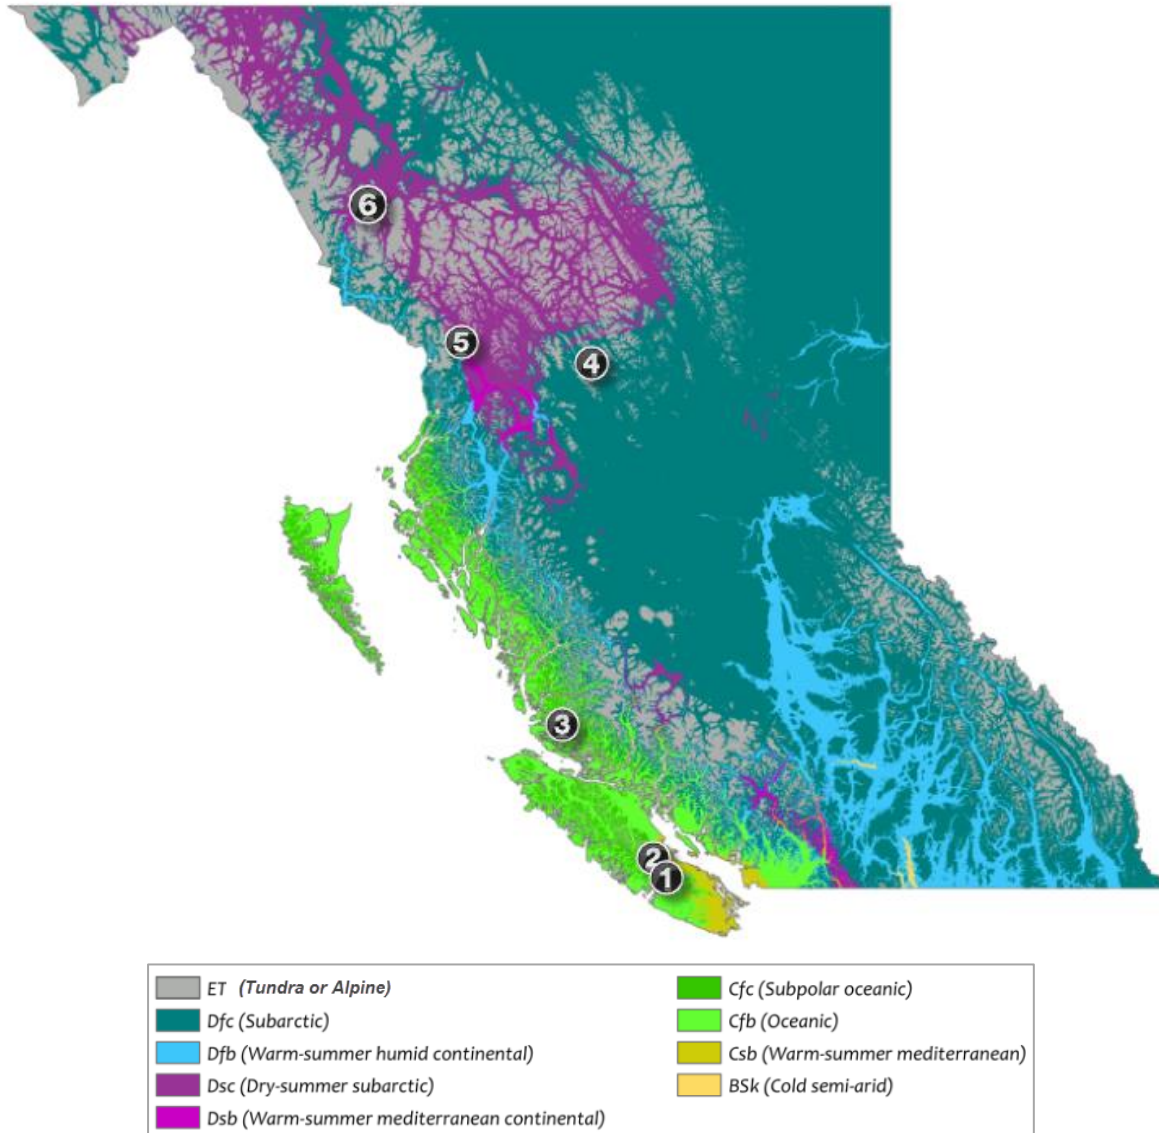 6
5
4
3
2
1
ET (Tundra or Alpine)
Dfc (Subarctic)
Dfb (Warm-summer humid continental)
Dsc (Dry-summer subarctic)
Dsb (Warm-summer mediterranean continental)
Cfc (Subpolar oceanic)
Cfb (Oceanic)
Csb (Warm-summer mediterranean)
BSk (Cold semi-arid)